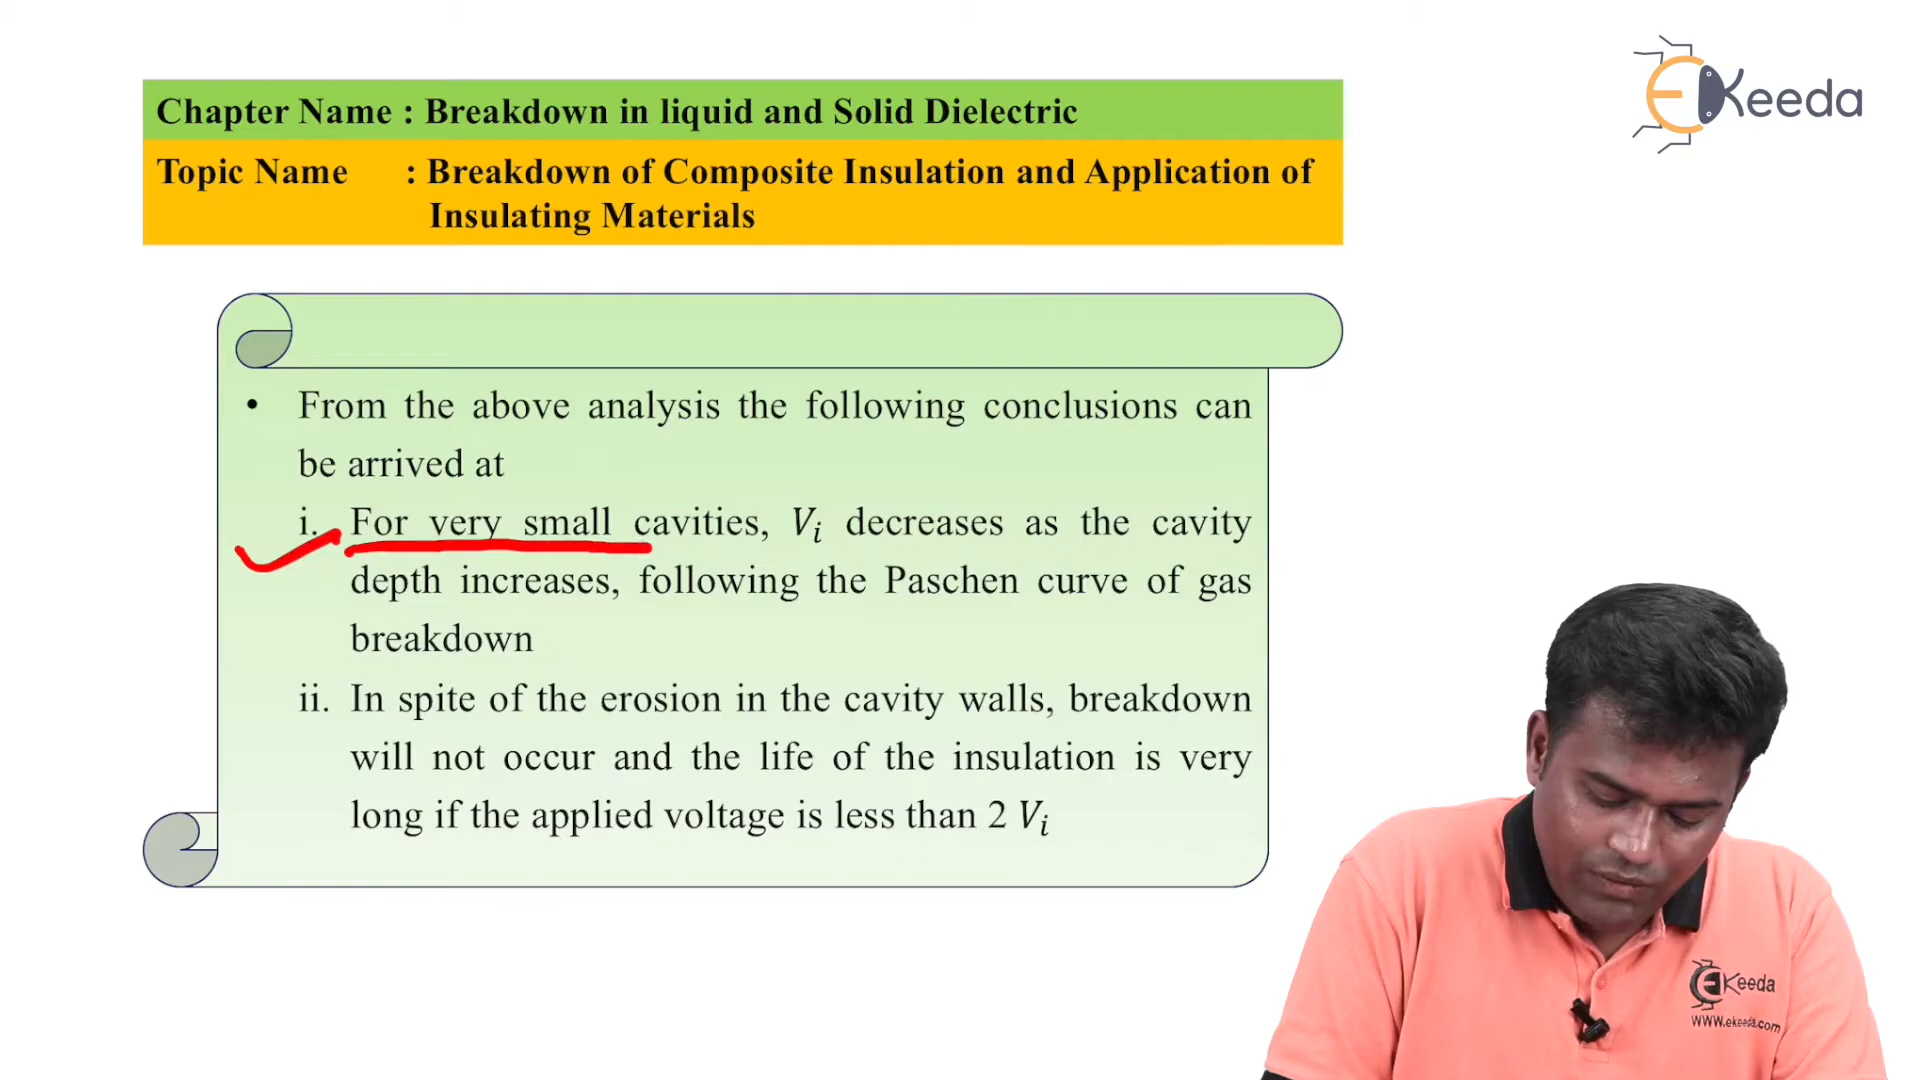 EKeeda
Chapter Name : Breakdown in liquid and Solid Dielectric
Topic Name : Breakdown of Composite Insulation and Application of
Insulating Materials
• From the above analysis the following conclusions can
be arrived at
i. For very small cavities, Vᵢ decreases as the cavity
depth increases, following the Paschen curve of gas
breakdown
ii. In spite of the erosion in the cavity walls, breakdown
will not occur and the life of the insulation is very
long if the applied voltage is less than 2 Vᵢ
EKeeda
www.ekeeda.com